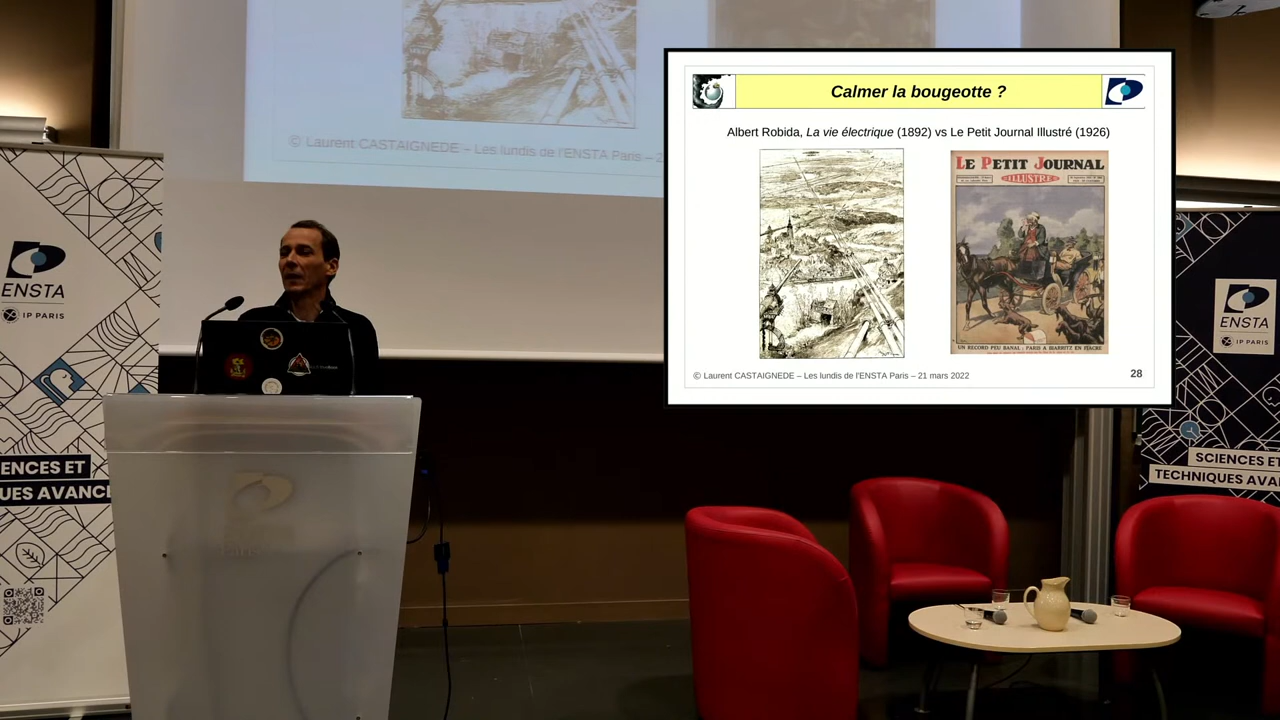 © Laurent CASTAIGNEDE – Les lundis de l'ENSTA Paris – 2
Calmer la bougeotte ?
Albert Robida, La vie électrique (1892) vs Le Petit Journal Illustré (1926)
LE PETIT JOURNAL
ILLUSTRÉ
UN RECORD PEU BANAL : PARIS A BIARRITZ EN FIACRE
© Laurent CASTAIGNEDE – Les lundis de l'ENSTA Paris – 21 mars 2022
28
ENSTA
IP PARIS
CIENCES ET
UES AVANC
ENSTA
IP PARIS
SCIENCES ET
TECHNIQUES AVA